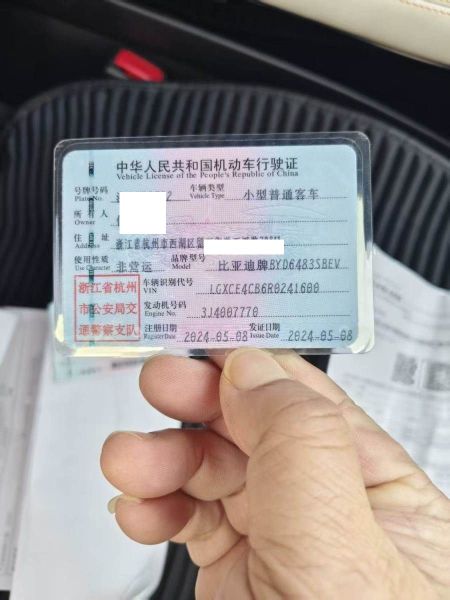 中华人民共和国机动车行驶证
Vehicle License of the People's Republic of China
号牌号码
Plate No.
2
车辆类型
Vehicle Type
小型普通客车
所有人
Owner
住址
Address
浙江省杭州市西湖区留
使用性质
Use Character
非营运
品牌型号
Model
比亚迪牌BYD6483SBEV
浙江省杭州
市公安局交
通警察支队
车辆识别代号
VIN
LGXCE4CB6R0241600
发动机号码
Engine No.
3J4007770
注册日期
Register Date
2024-05-08
发证日期
Issue Date
2024-05-08